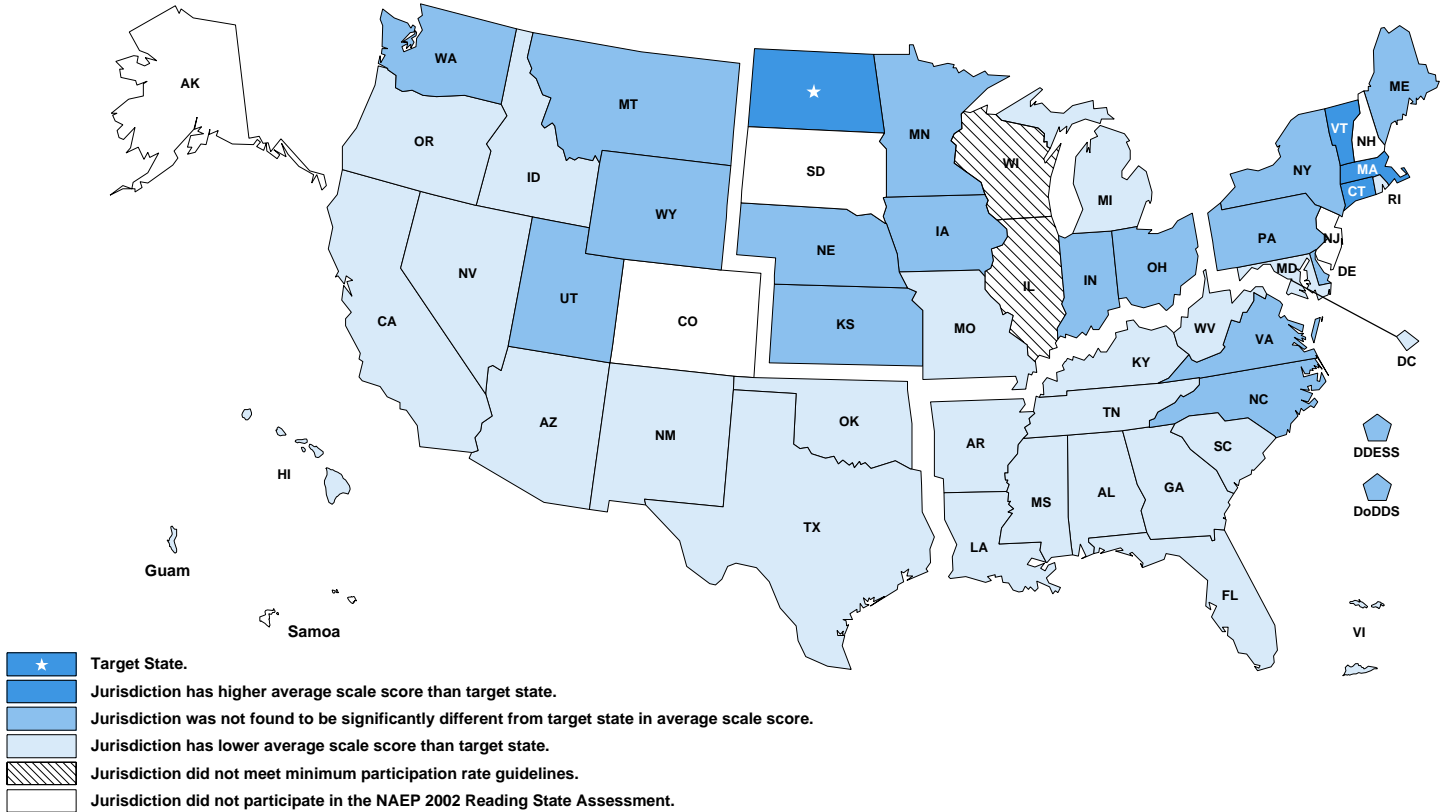 AK
WA
MT
ME
VT
MN
NH
OR
WI
MA
ID
SD
NY
CT
WY
MI
RI
IA
PA
NJ
NE
OH
NV
IN
MD
DE
UT
IL
CA
CO
KS
MO
WV
VA
KY
DC
NC
TN
OK
AZ
NM
AR
SC
DDESS
HI
MS
AL
GA
DoDDS
TX
LA
Guam
FL
Samoa
VI
Target State.
Jurisdiction has higher average scale score than target state.
Jurisdiction was not found to be significantly different from target state in average scale score.
Jurisdiction has lower average scale score than target state.
Jurisdiction did not meet minimum participation rate guidelines.
Jurisdiction did not participate in the NAEP 2002 Reading State Assessment.